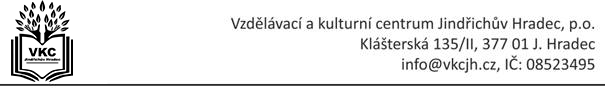 VKC
Jindřichův Hradec
Vzdělávací a kulturní centrum Jindřichův Hradec, p.o.
Klášterská 135/II, 377 01 J. Hradec
info@vkcjh.cz, IČ: 08523495